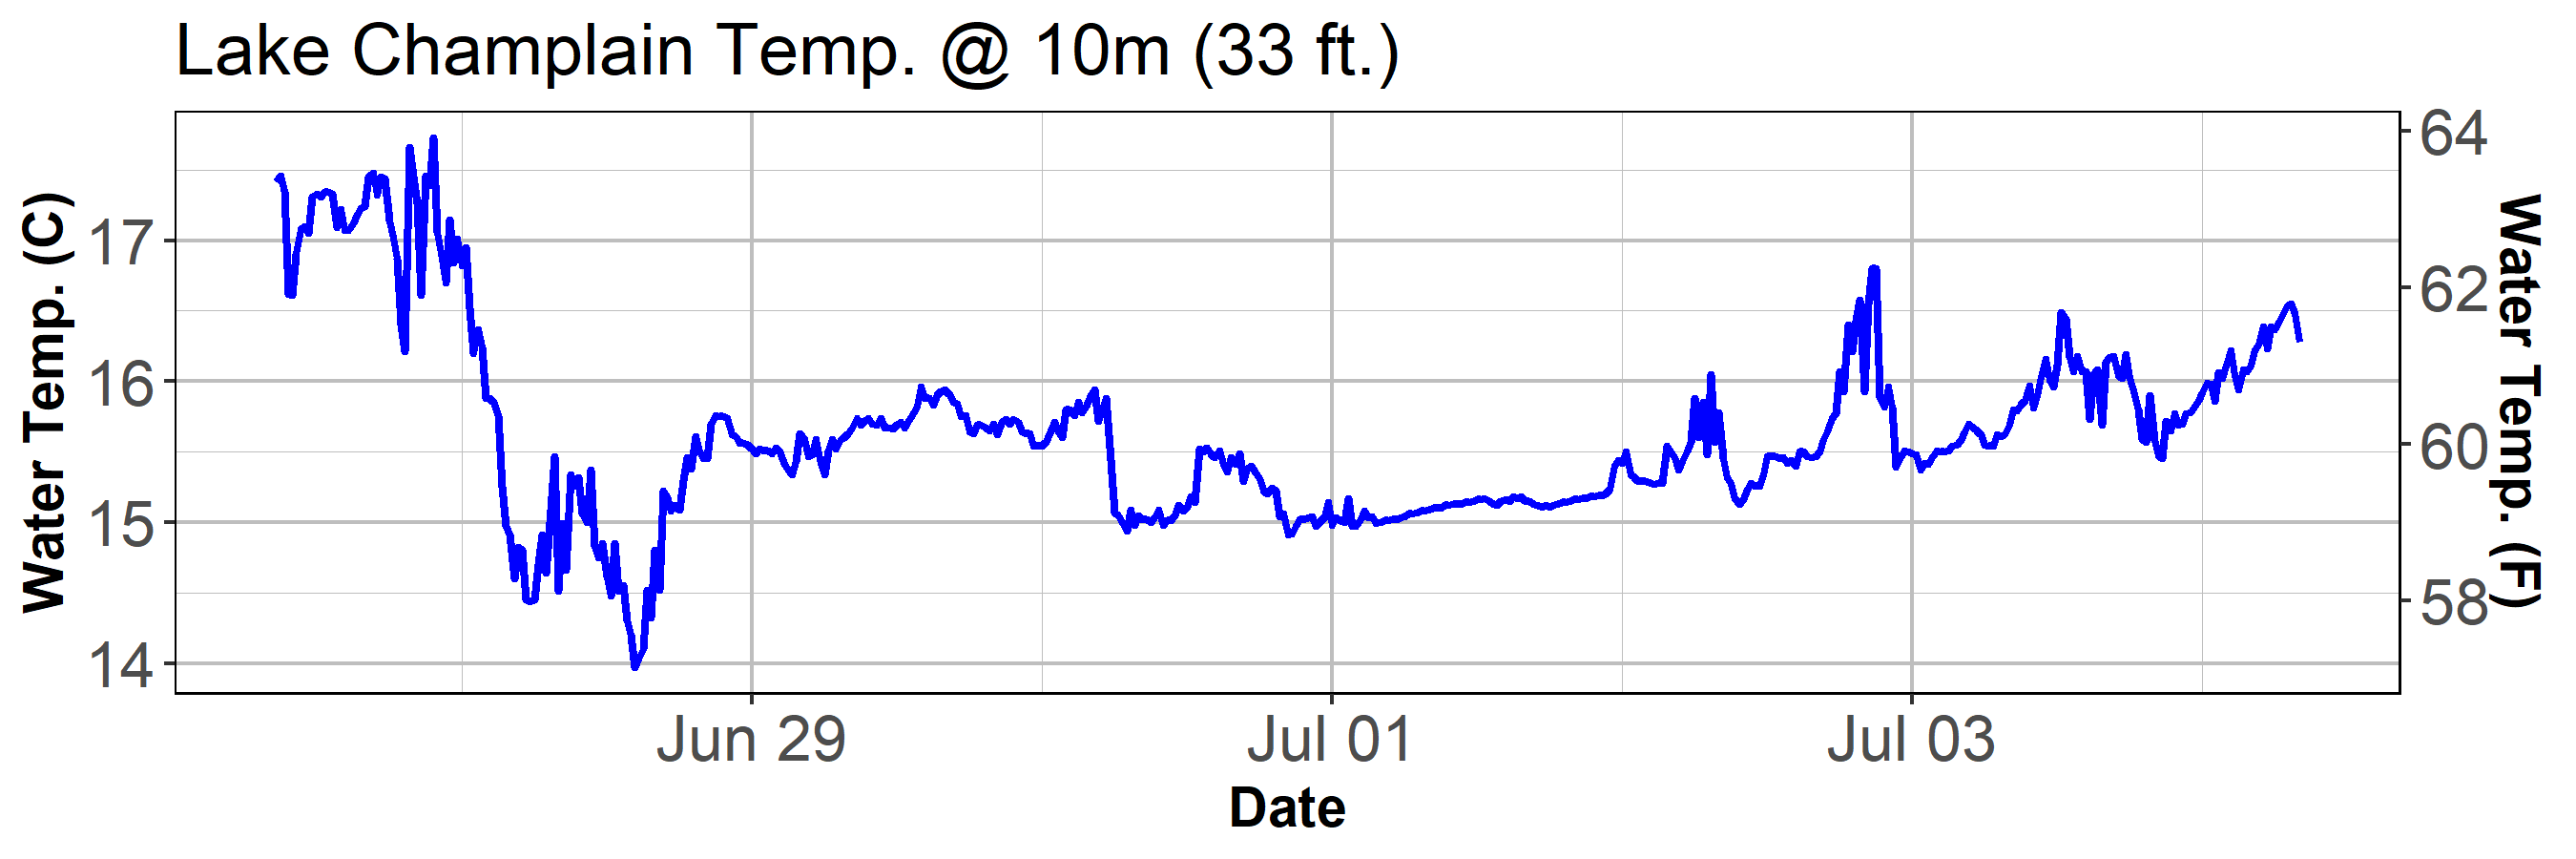 Lake Champlain Temp. @ 10m (33 ft.)
Water Temp. (C)
17
16
15
14
64
62
60
58
Water Temp. (F)
Jun 29
Jul 01
Jul 03
Date